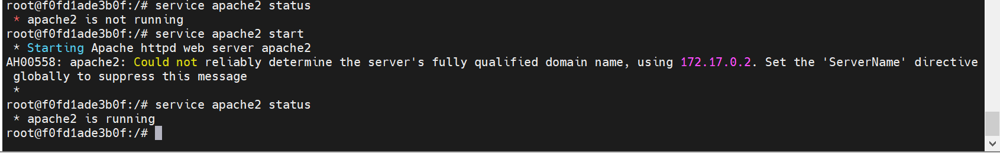 root@f0fd1ade3b0f:/# service apache2 status
 * apache2 is not running
root@f0fd1ade3b0f:/# service apache2 start
 * Starting Apache httpd web server apache2
AH00558: apache2: Could not reliably determine the server's fully qualified domain name, using 172.17.0.2. Set the 'ServerName' directive
 globally to suppress this message
 *
root@f0fd1ade3b0f:/# service apache2 status
 * apache2 is running
root@f0fd1ade3b0f:/#